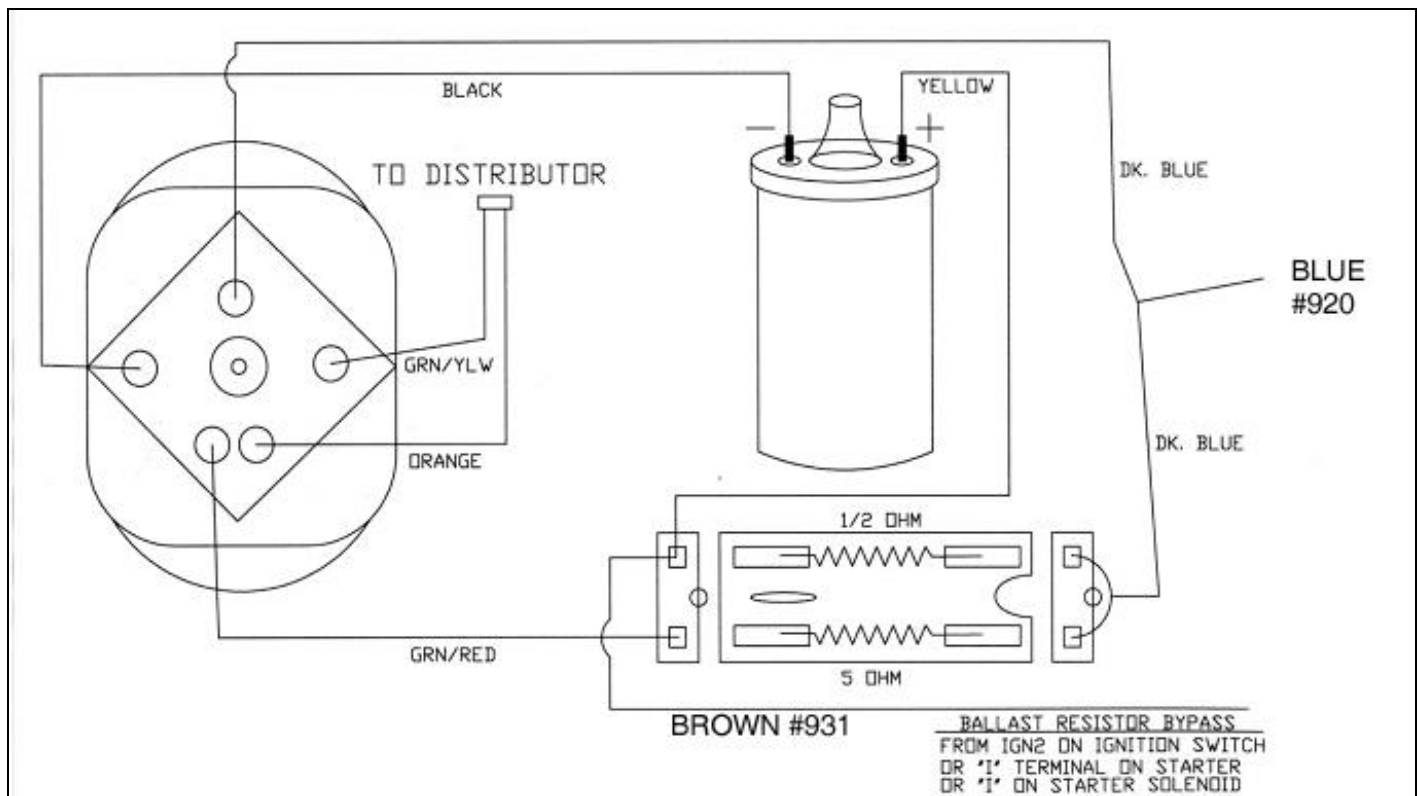 BLACK
YELLOW
— +
TO DISTRIBUTOR
DK. BLUE
BLUE
#920
GRN/YLW
ORANGE
DK. BLUE
1/2 OHM
GRN/RED
5 OHM
BROWN #931
BALLAST RESISTOR BYPASS
FROM IGN2 ON IGNITION SWITCH
OR "I" TERMINAL ON STARTER
OR "I" ON STARTER SOLENOID